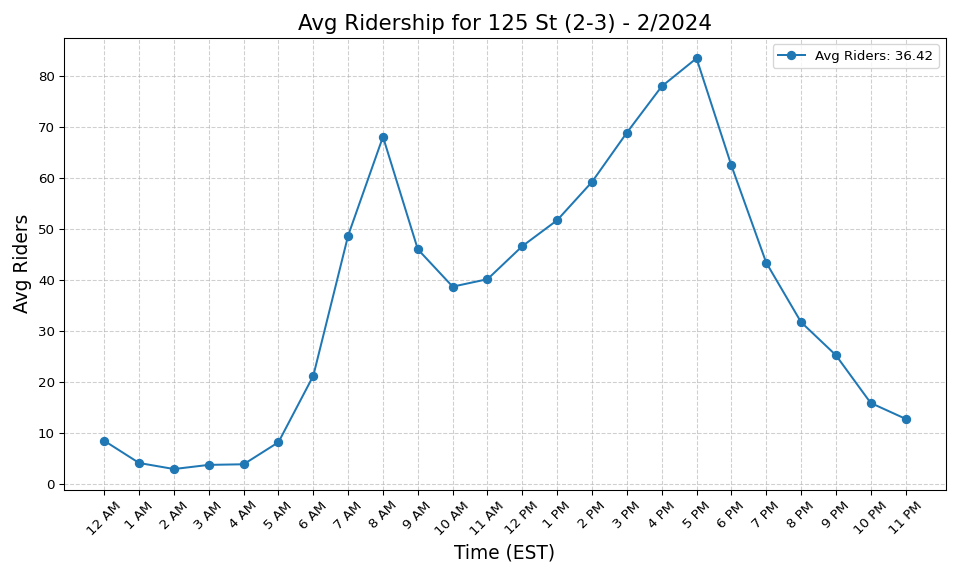 Avg Ridership for 125 St (2-3) - 2/2024
Avg Riders: 36.42
Avg Riders
80
70
60
50
40
30
20
10
0
12 AM
1 AM
2 AM
3 AM
4 AM
5 AM
6 AM
7 AM
8 AM
9 AM
10 AM
11 AM
12 PM
1 PM
2 PM
3 PM
4 PM
5 PM
6 PM
7 PM
8 PM
9 PM
10 PM
11 PM
Time (EST)